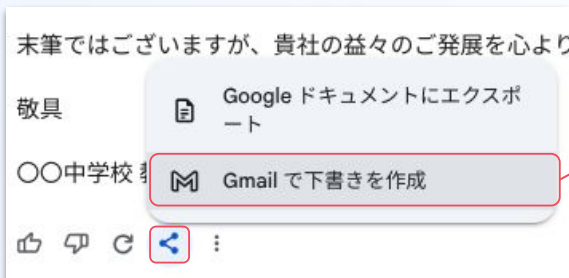 末筆ではございますが、貴社の益々のご発展を心より
Google ドキュメントにエクスポ
ート
敬具
Gmail で下書きを作成
〇〇中学校